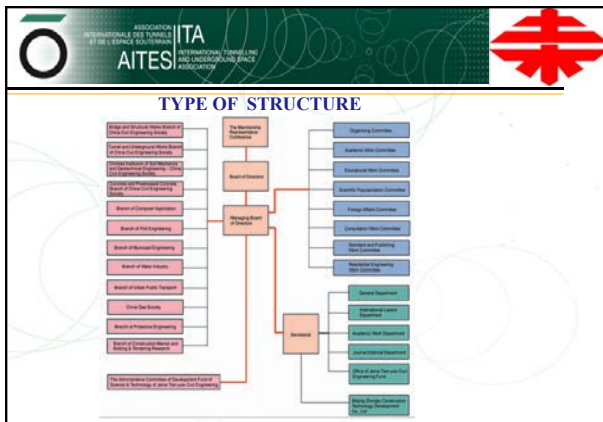 ASSOCIATION
INTERNATIONALE DES TUNNELS
ET DE L'ESPACE SOUTERRAIN
ITA
AITES
INTERNATIONAL TUNNELLING
AND UNDERGROUND SPACE
ASSOCIATION
TYPE OF STRUCTURE
Bridge and Structural Works Branch of
China Civil Engineering Society
Tunnel and Underground Works Branch
of China Civil Engineering Society
Chinese Institution of Soil Mechanics
and Geotechnical Engineering - China
Civil Engineering Society
Concrete and Prestressed Concrete
Branch of China Civil Engineering
Society
Branch of Computer Application
Branch of Port Engineering
Branch of Municipal Engineering
Branch of Water Industry
Branch of Urban Public Transport
China Gas Society
Branch of Protective Engineering
Branch of Construction Market and
Bidding & Tendering Research
The Administrative Committee of Development Fund of
Science & Technology of Jeme Tien-yow Civil Engineering
The Membership
Representative
Conference
Board of Directors
Managing Board
of Directors
Organizing Committee
Academic Work Committee
Educational Work Committee
Scientific Popularization Committee
Foreign Affairs Committee
Consultation Work Committee
Standard and Publishing
Work Committee
Residential Engineering
Work Committee
Secretariat
General Department
International Liaison
Department
Academic Work Department
Journal Editorial Department
Office of Jeme Tien-yow Civil
Engineering Fund
Beijing Zhongtu Construction
Technology Development
Co., Ltd